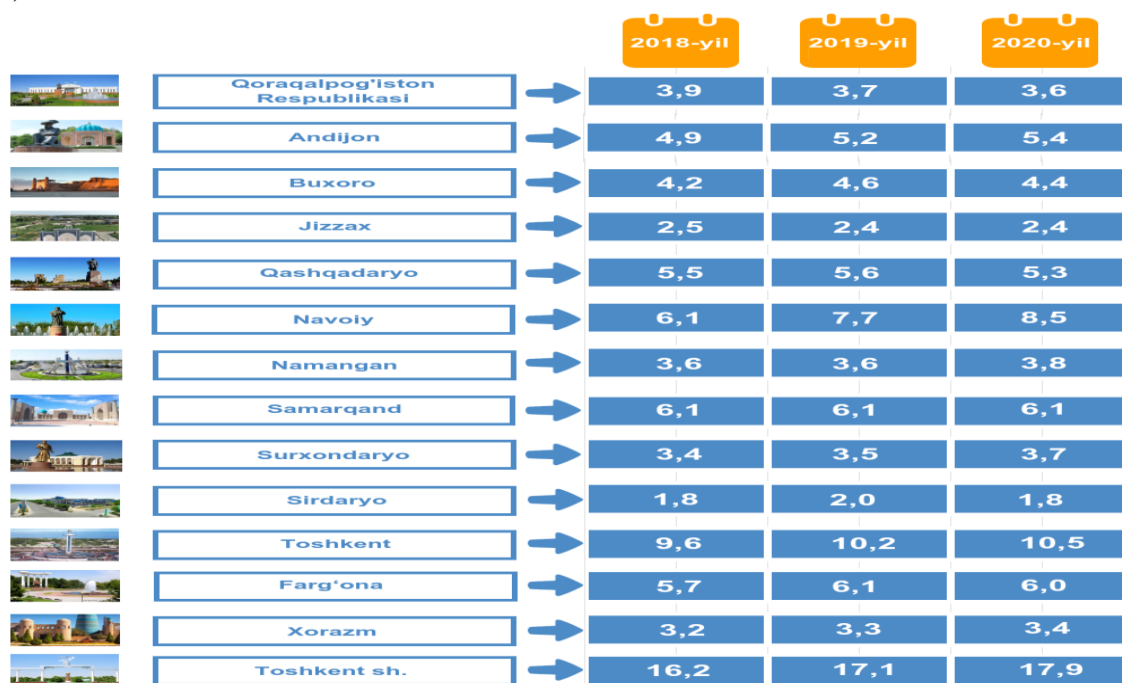 2018-yil 2019-yil 2020-yil
Qoraqalpog'iston
Respublikasi 3,9 3,7 3,6
Andijon 4,9 5,2 5,4
Buxoro 4,2 4,6 4,4
Jizzax 2,5 2,4 2,4
Qashqadaryo 5,5 5,6 5,3
Navoiy 6,1 7,7 8,5
Namangan 3,6 3,6 3,8
Samarqand 6,1 6,1 6,1
Surxondaryo 3,4 3,5 3,7
Sirdaryo 1,8 2,0 1,8
Toshkent 9,6 10,2 10,5
Farg‘ona 5,7 6,1 6,0
Xorazm 3,2 3,3 3,4
Toshkent sh. 16,2 17,1 17,9